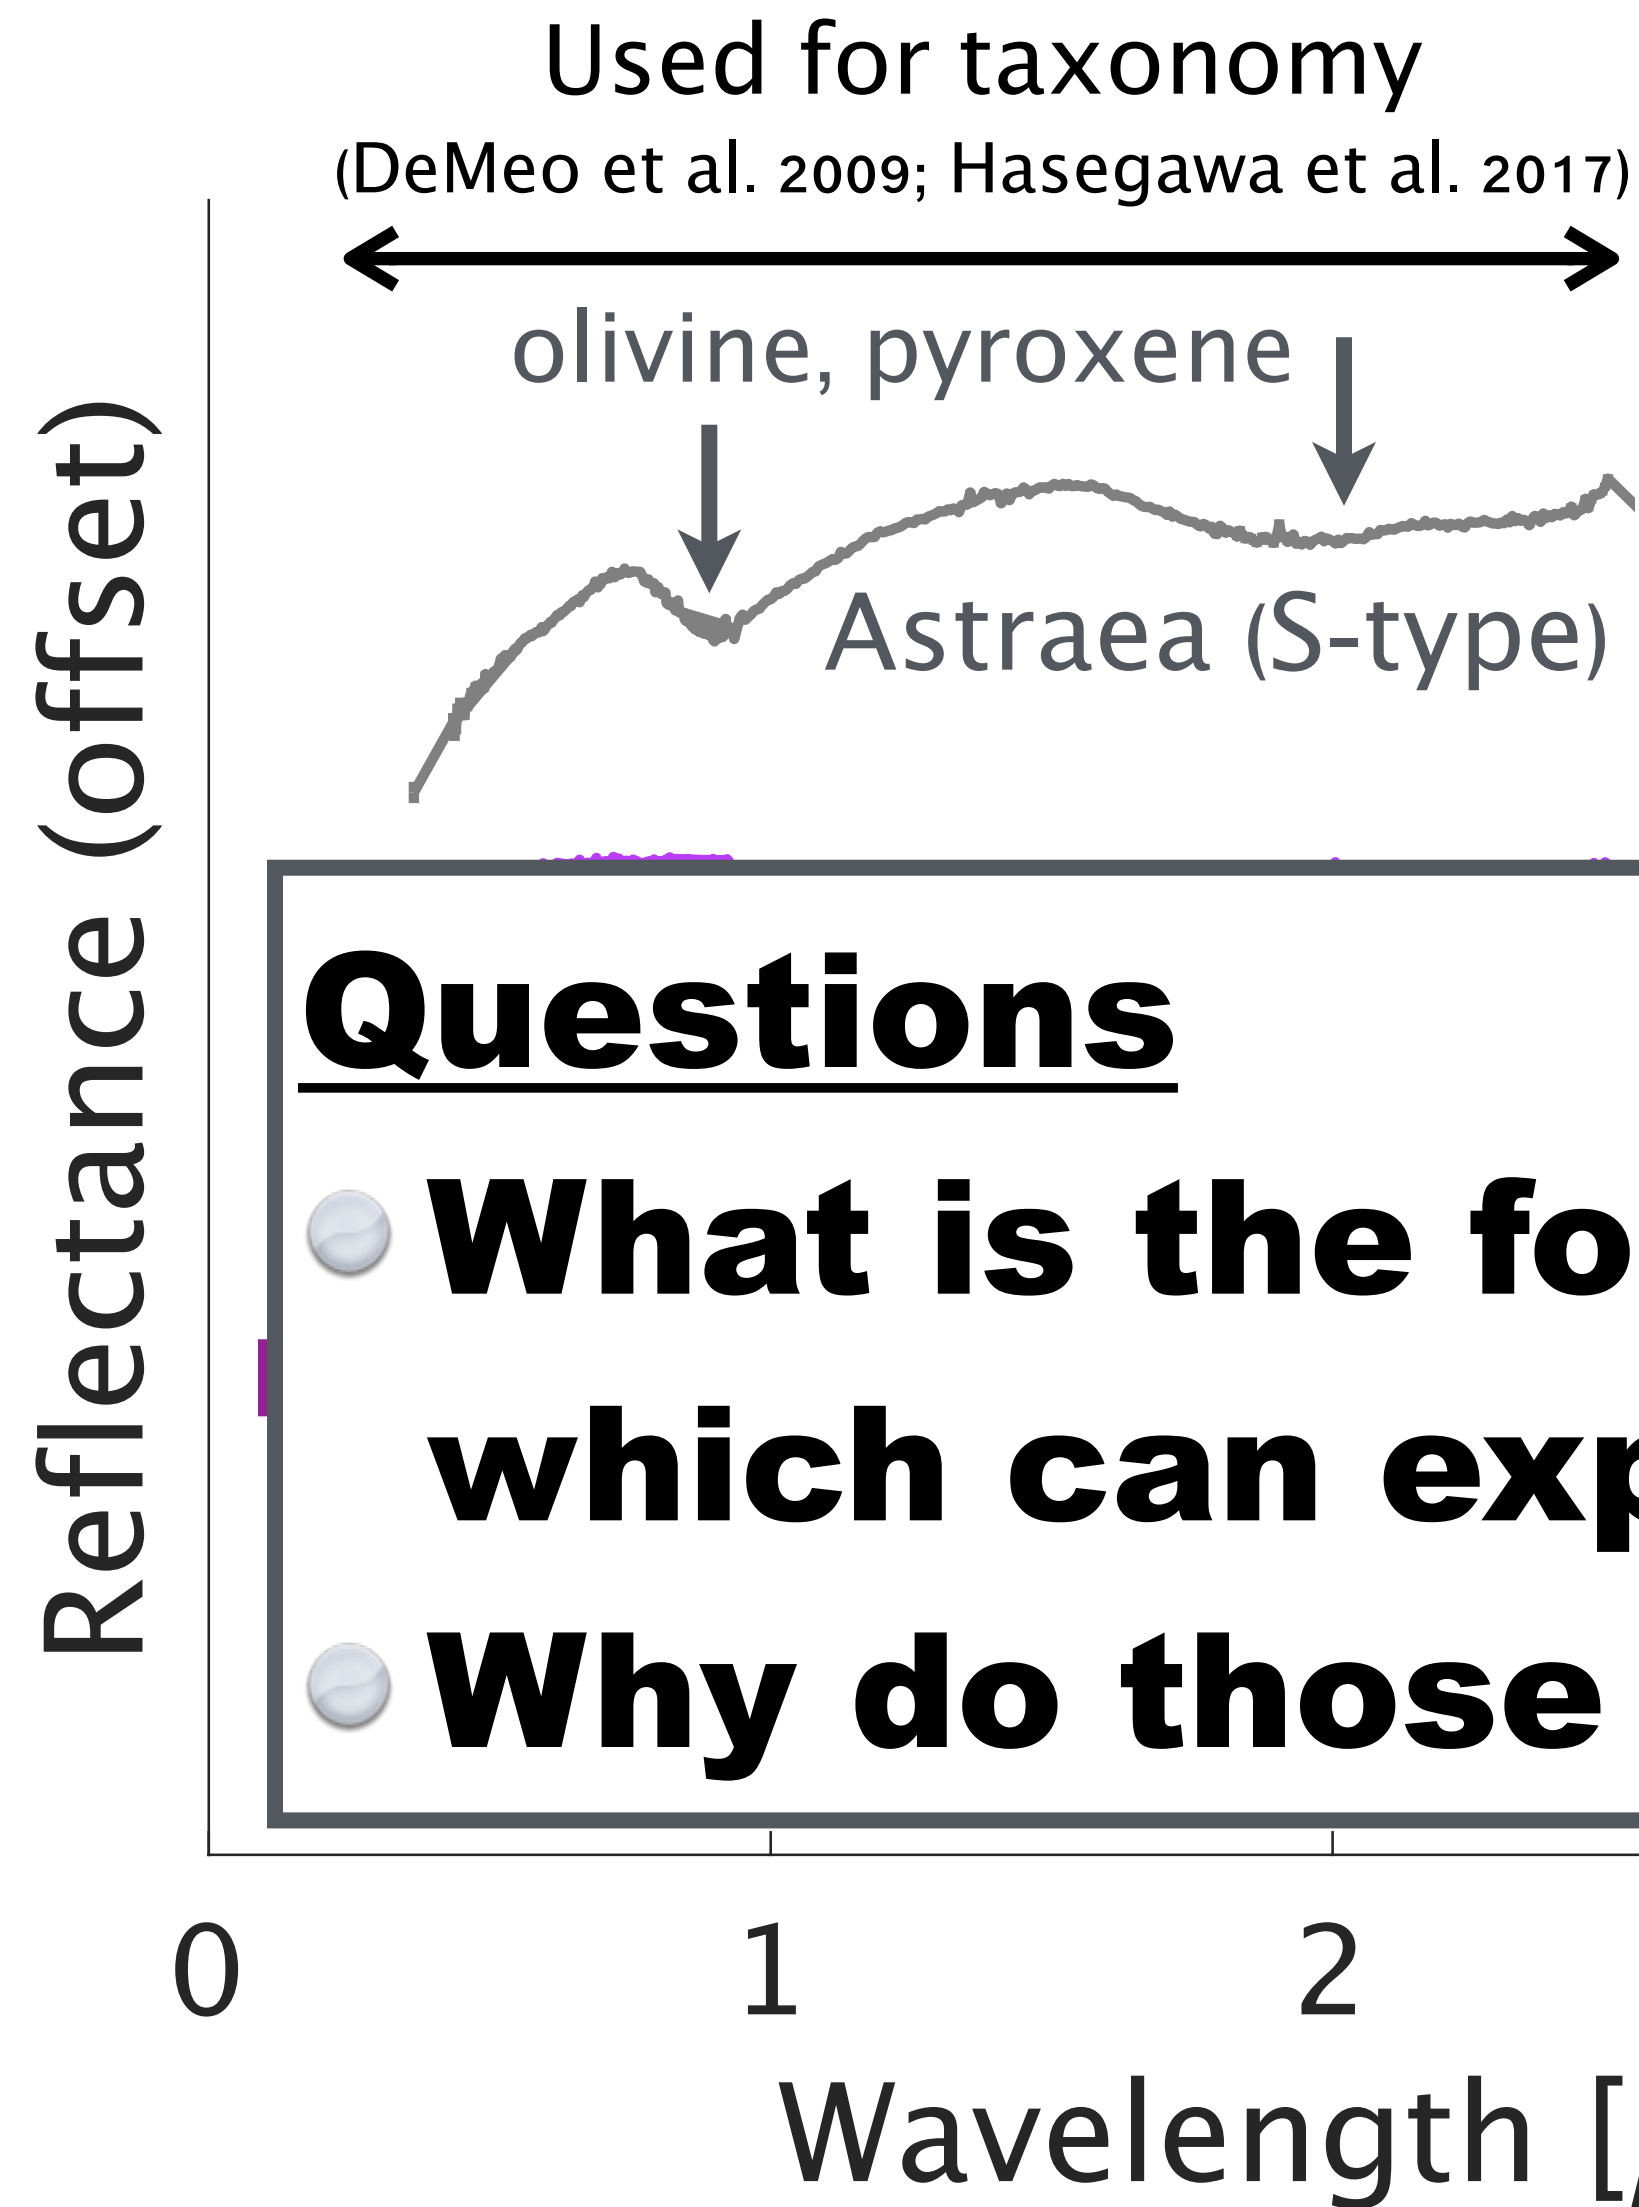 Used for taxonomy
(DeMeo et al. 2009; Hasegawa et al. 2017)
olivine, pyroxene
Astraea (S-type)
Reflectance (offset)
Questions
What is the fo
which can exp
Why do those
0 1 2
Wavelength [